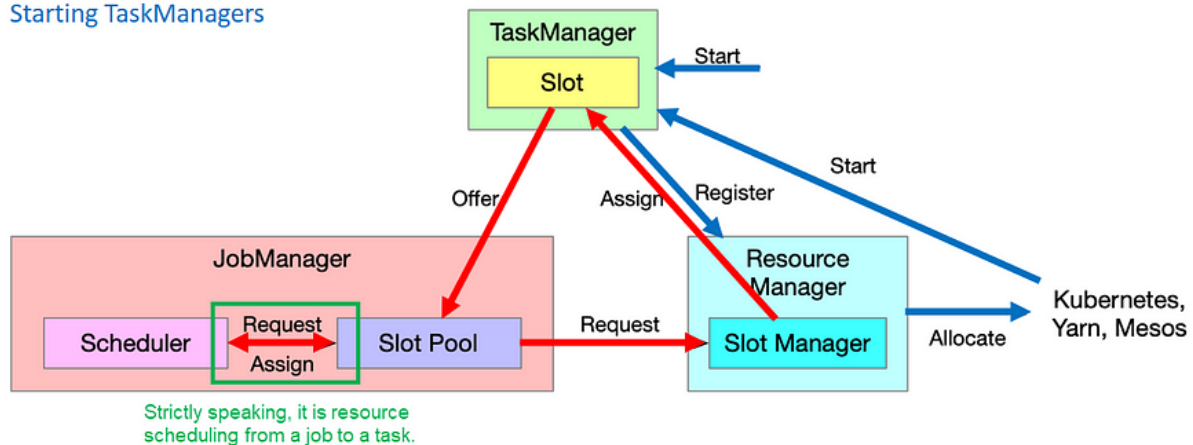 Starting TaskManagers
TaskManager
Slot
Start
Start
Offer
Assign
Register
JobManager
Scheduler
Request
Assign
Slot Pool
Request
Resource
Manager
Slot Manager
Allocate
Kubernetes,
Yarn, Mesos
Strictly speaking, it is resource
scheduling from a job to a task.